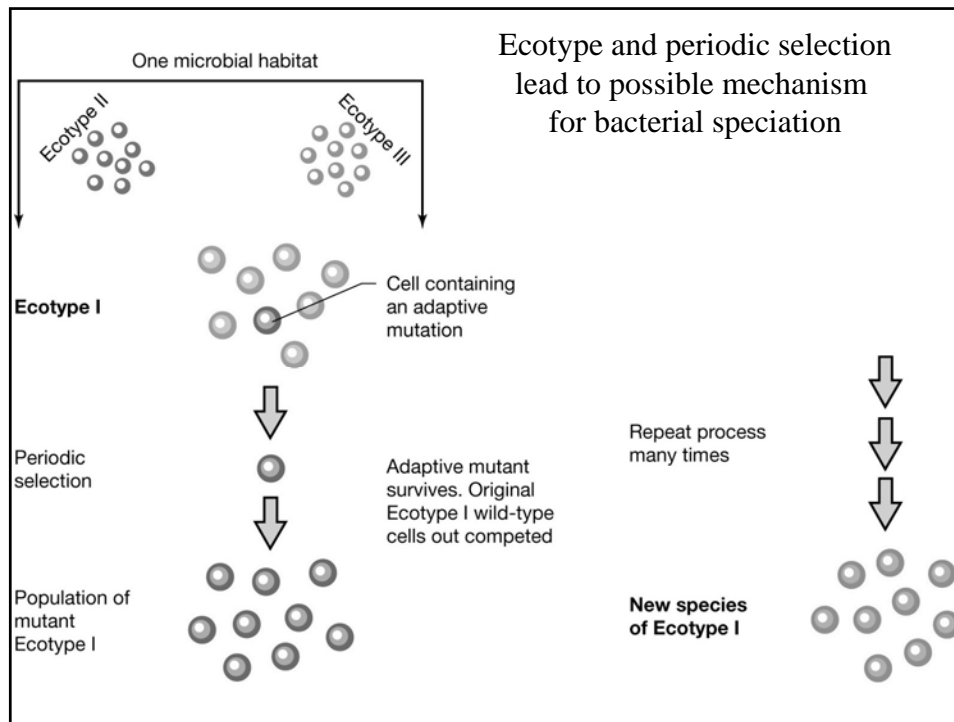 Ecotype and periodic selection
lead to possible mechanism
for bacterial speciation
One microbial habitat
Ecotype II
Ecotype III
Ecotype I
Cell containing
an adaptive
mutation
Periodic
selection
Adaptive mutant
survives. Original
Ecotype I wild-type
cells out competed
Population of
mutant
Ecotype I
Repeat process
many times
New species
of Ecotype I